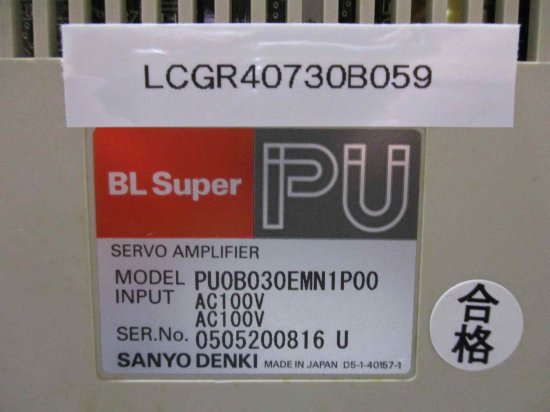 LCGR40730B059
BL Super PU
SERVO AMPLIFIER
MODEL PU0B030EMN1P00
INPUT AC100V
AC100V
SER.No. 0505200816 U
SANYO DENKI MADE IN JAPAN D5-1-40157-1
合格